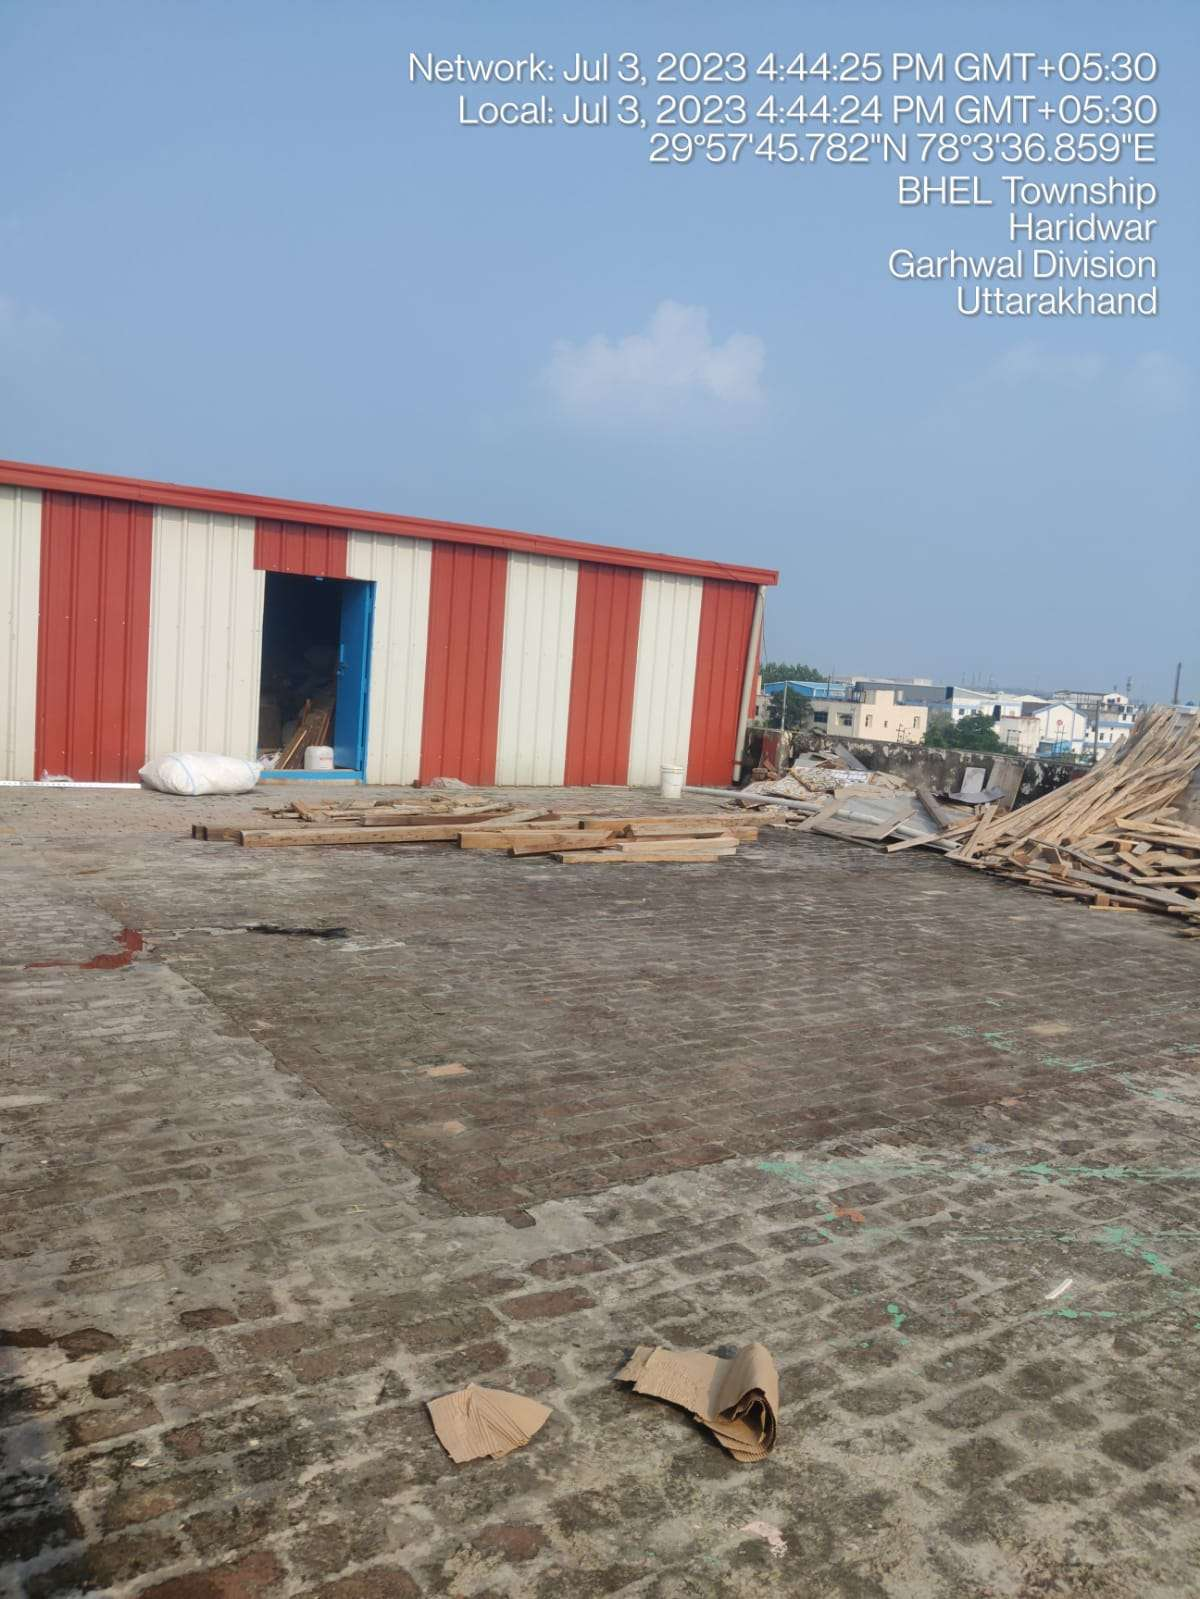 Network: Jul 3, 2023 4:44:25 PM GMT+05:30
Local: Jul 3, 2023 4:44:24 PM GMT+05:30
29°57'45.782"N 78°3'36.859"E
BHEL Township
Haridwar
Garhwal Division
Uttarakhand